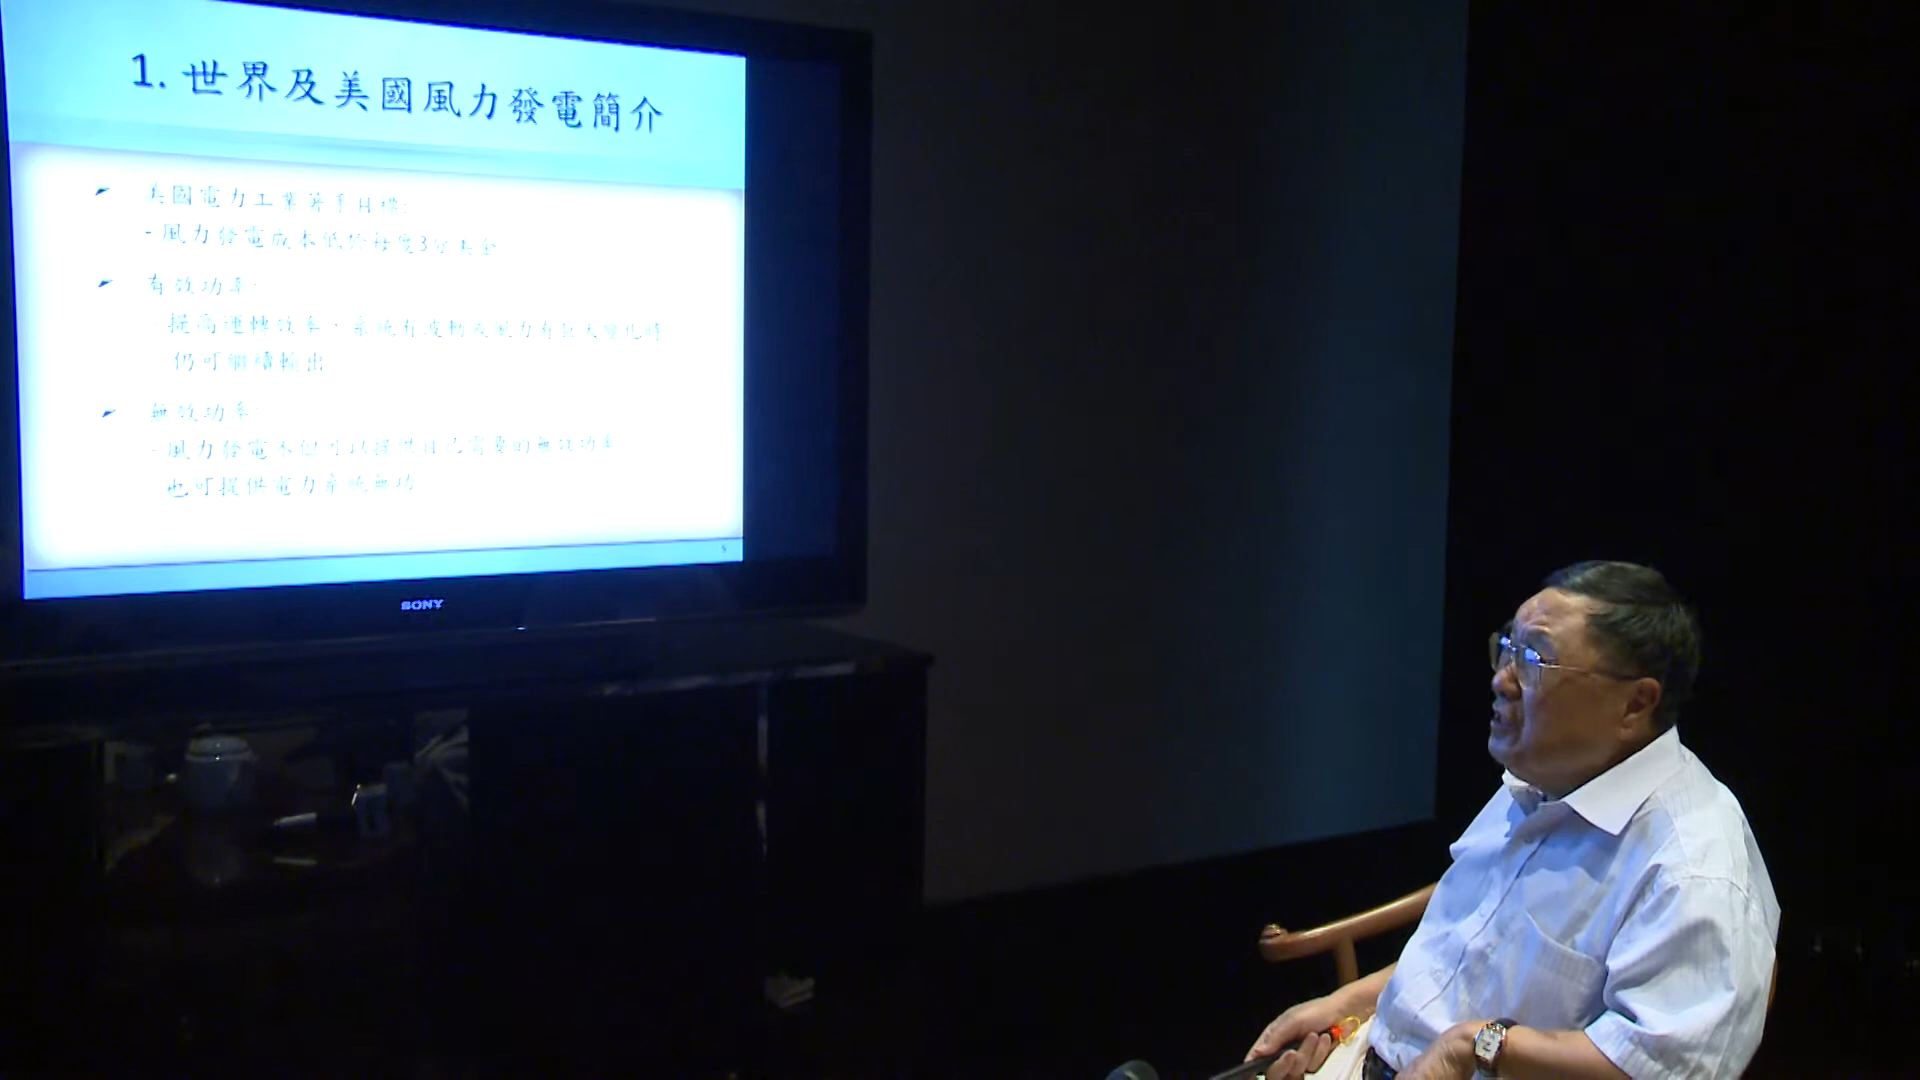 1. 世界及美國風力發電簡介
美國電力工業著手目標:
- 風力發電成本低於每度3分美金
有效功率:
提高運轉效率,系統有波動或風力有巨大變化時
仍可繼續輸出
無效功率:
- 風力發電不但可以提供自己需要的無效功率
也可提供電力系統無功
5
SONY